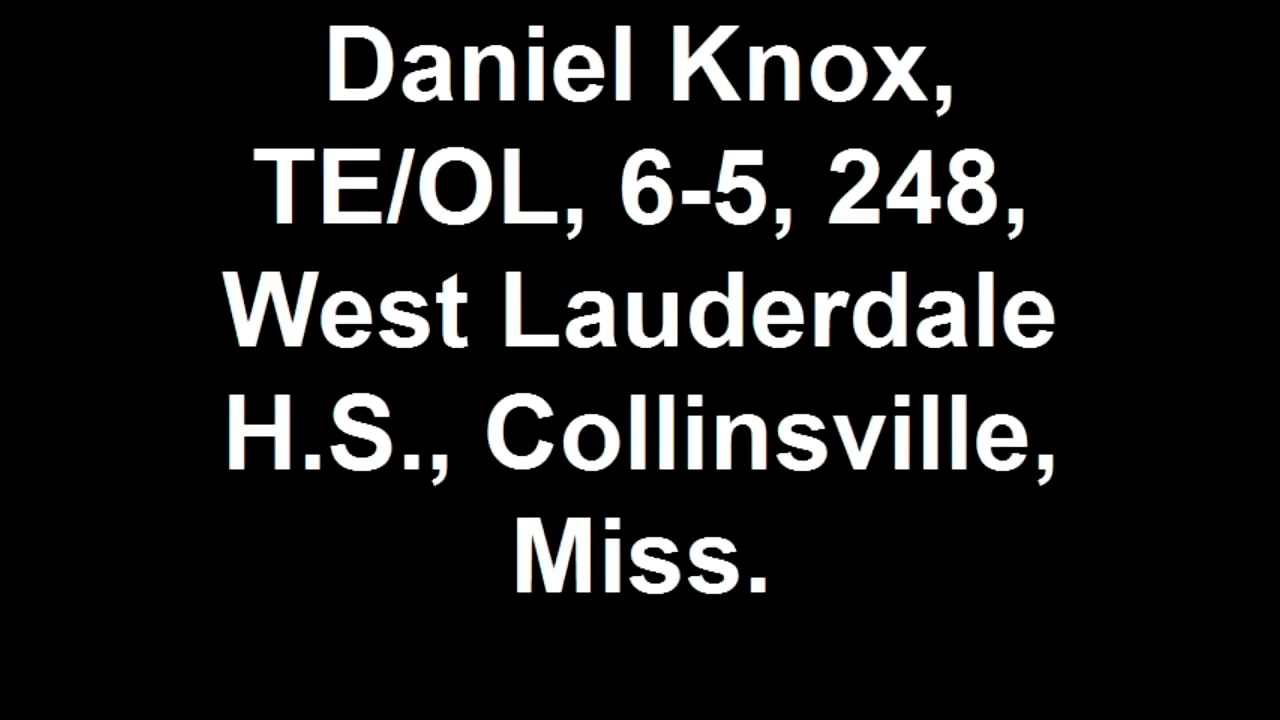 Daniel Knox,
TE/OL, 6-5, 248,
West Lauderdale
H.S., Collinsville,
Miss.